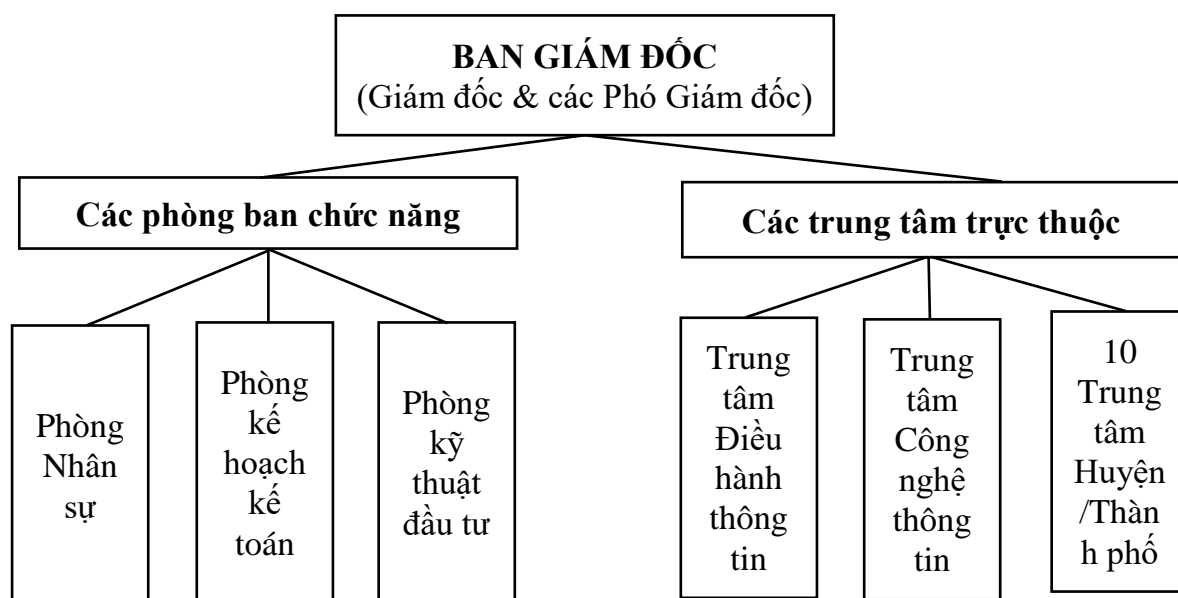 BAN GIÁM ĐỐC
(Giám đốc & các Phó Giám đốc)
Các phòng ban chức năng
Các trung tâm trực thuộc
Phòng
Nhân
sự
Phòng
kế
hoạch
kế
toán
Phòng
kỹ
thuật
đầu tư
Trung
tâm
Điều
hành
thông
tin
Trung
tâm
Công
nghệ
thông
tin
10
Trung
tâm
Huyện
/Thàn
h phố